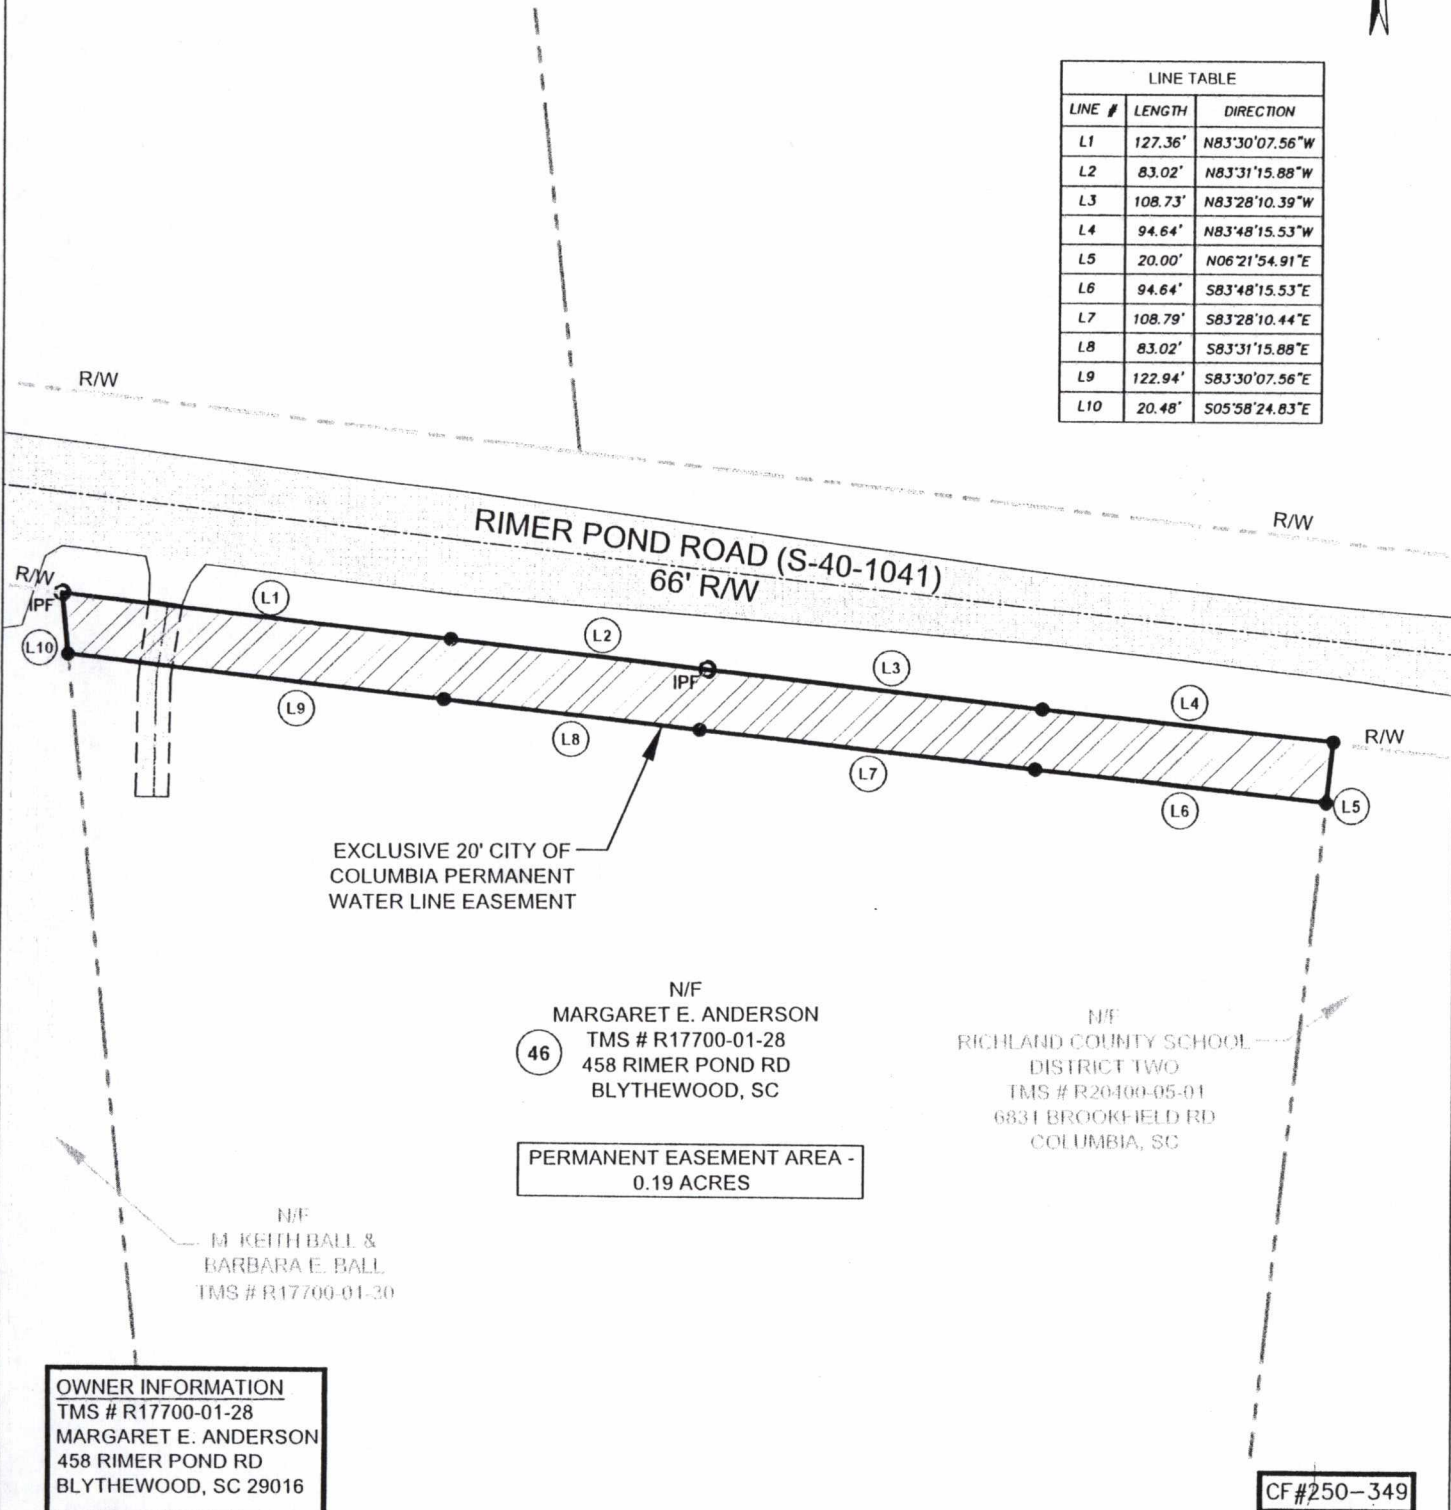 LINE TABLE
LINE # LENGTH DIRECTION
L1 127.36' N83°30'07.56"W
L2 83.02' N83°31'15.88"W
L3 108.73' N83°28'10.39"W
L4 94.64' N83°48'15.53"W
L5 20.00' N06°21'54.91"E
L6 94.64' S83°48'15.53"E
L7 108.79' S83°28'10.44"E
L8 83.02' S83°31'15.88"E
L9 122.94' S83°30'07.56"E
L10 20.48' S05°58'24.83"E
R/W
R/W
RIMER POND ROAD (S-40-1041)
66' R/W
R/W
IPF
L1
L2
L10
IPF
L3
L4
L9
L8
R/W
L7
L6
L5
EXCLUSIVE 20' CITY OF
COLUMBIA PERMANENT
WATER LINE EASEMENT
N/F
MARGARET E. ANDERSON
TMS # R17700-01-28
46
458 RIMER POND RD
BLYTHEWOOD, SC
N/F
RICHLAND COUNTY SCHOOL
DISTRICT TWO
TMS # R20400-05-01
6831 BROOKFIELD RD
COLUMBIA, SC
PERMANENT EASEMENT AREA -
0.19 ACRES
N/F
M. KEITH BALL &
BARBARA E. BALL
TMS # R17700-01-30
OWNER INFORMATION
TMS # R17700-01-28
MARGARET E. ANDERSON
458 RIMER POND RD
BLYTHEWOOD, SC 29016
CF#250-349